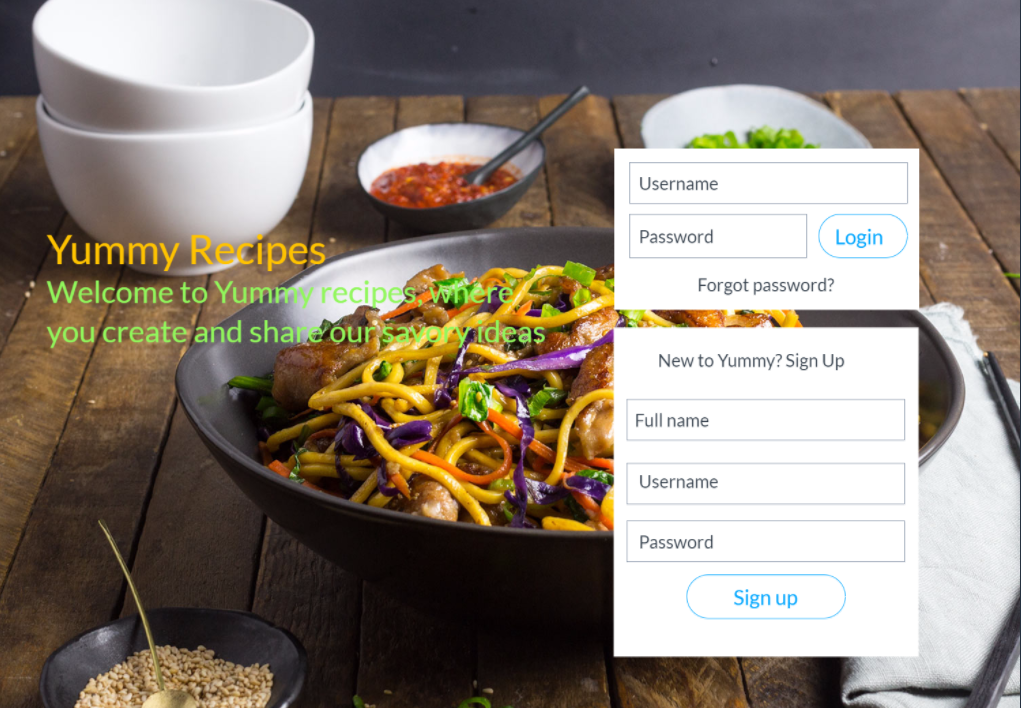 Yummy Recipes
Welcome to Yummy recipes, where
you create and share our savory ideas
Username
Password
Login
Forgot password?
New to Yummy? Sign Up
Full name
Username
Password
Sign up